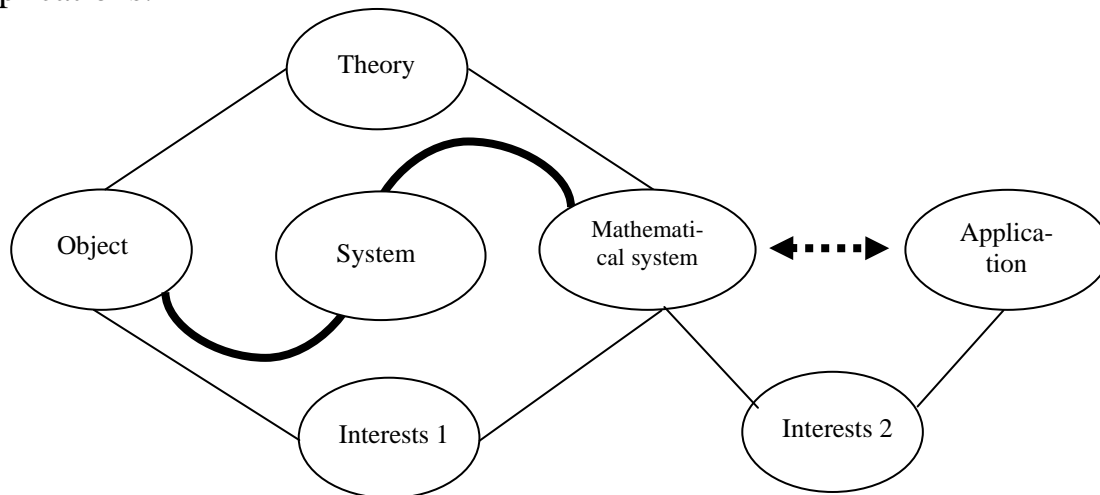 Theory
Object
System
Mathemati-
cal system
Applica-
tion
Interests 1
Interests 2